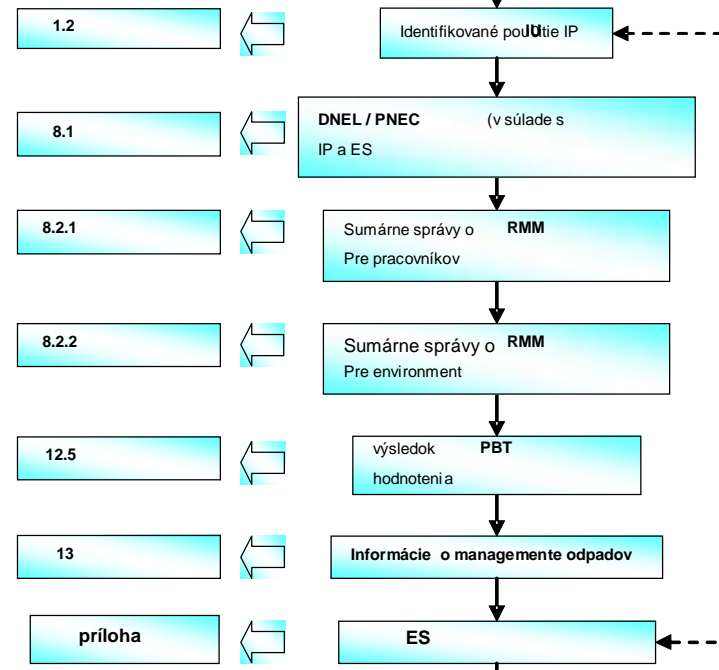 1.2
Identifikované použitie IP
8.1
DNEL / PNEC (v súlade s
IP a ES
8.2.1
Sumárne správy o RMM
Pre pracovníkov
8.2.2
Sumárne správy o RMM
Pre environment
12.5
výsledok PBT
hodnotenia
13
Informácie o managemente odpadov
príloha
ES